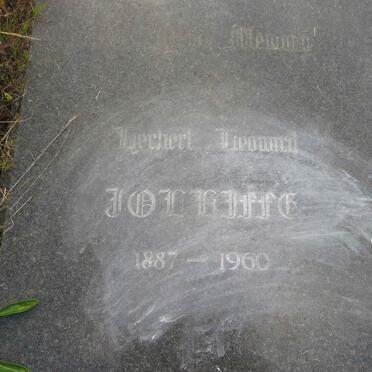 Memory
Herbert Leonard
JOLLIFFE
1887 — 1960